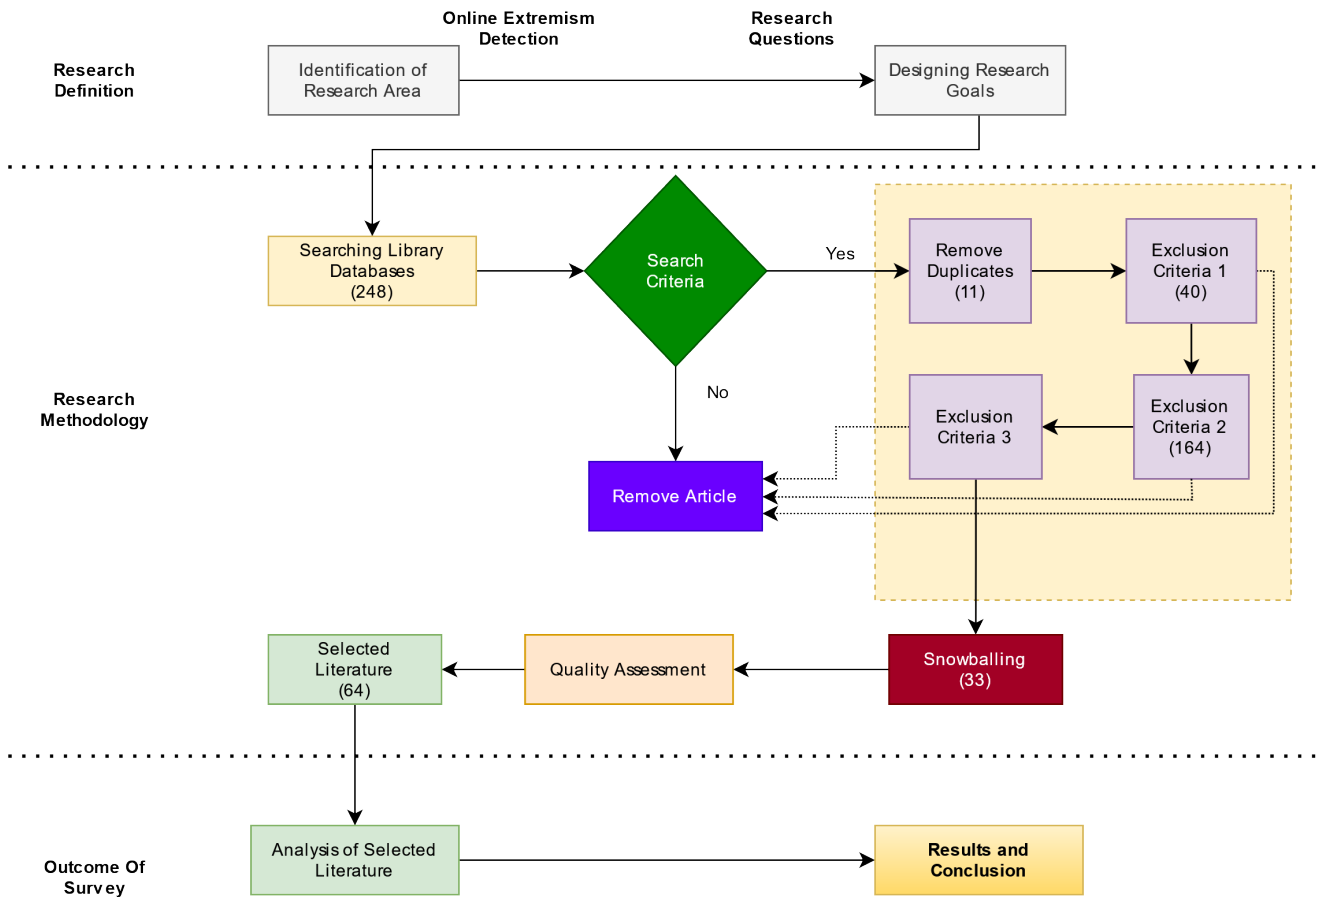 Online Extremism
Detection
Research
Questions
Research
Definition
Identification of
Research Area
Designing Research
Goals
Searching Library
Databases
(248)
Search
Criteria
Yes
Remove
Duplicates
(11)
Exclusion
Criteria 1
(40)
No
Research
Methodology
Exclusion
Criteria 3
Exclusion
Criteria 2
(164)
Remove Article
Selected
Literature
(64)
Quality Assessment
Snowballing
(33)
Outcome Of
Survey
Analysis of Selected
Literature
Results and
Conclusion